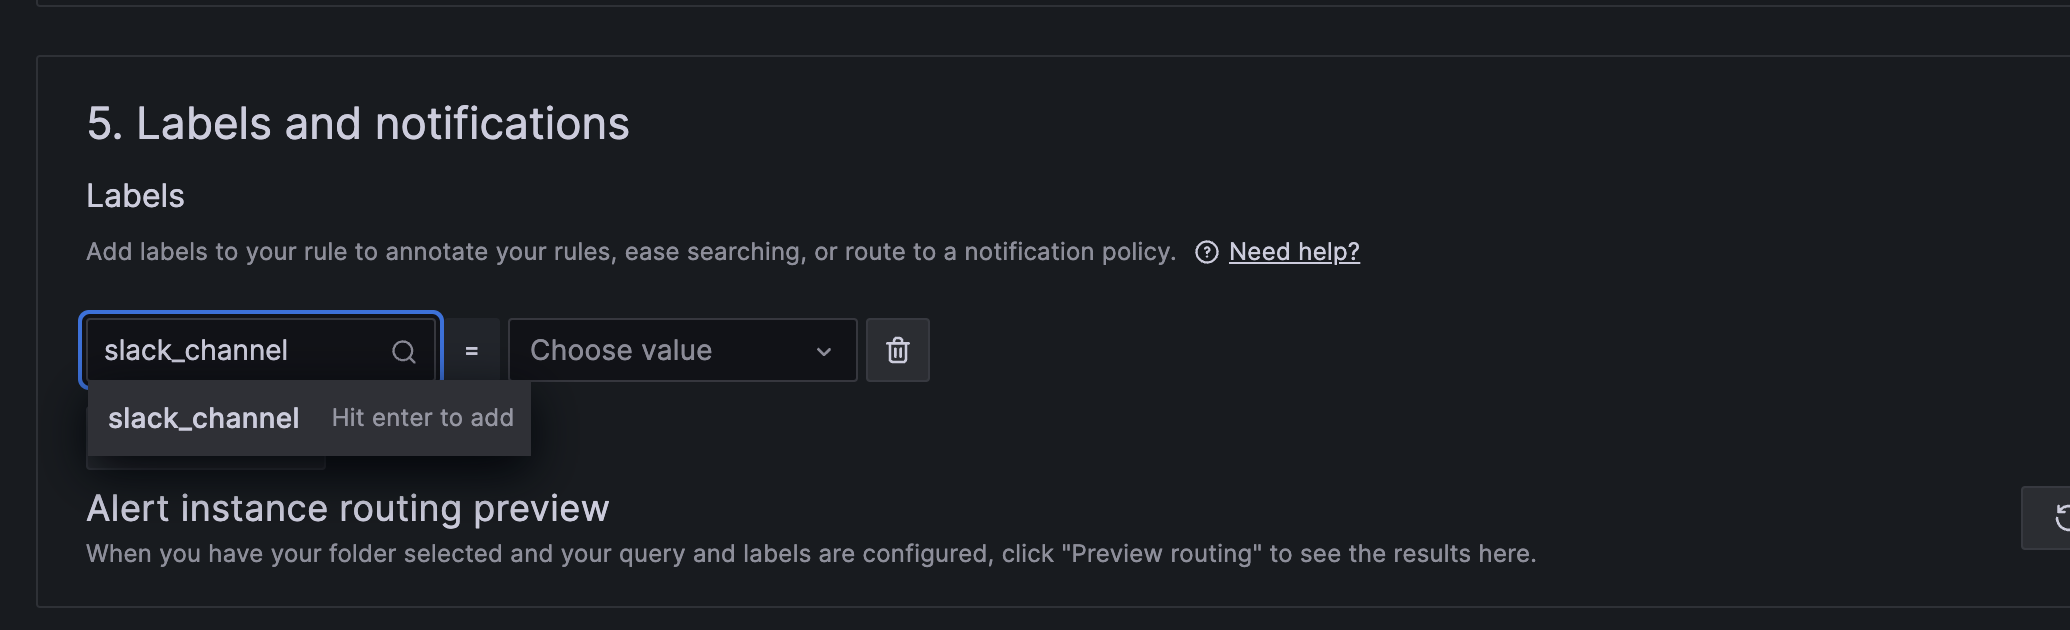 5. Labels and notifications
Labels
Add labels to your rule to annotate your rules, ease searching, or route to a notification policy. Need help?
slack_channel = Choose value
slack_channel Hit enter to add
Alert instance routing preview
When you have your folder selected and your query and labels are configured, click "Preview routing" to see the results here.